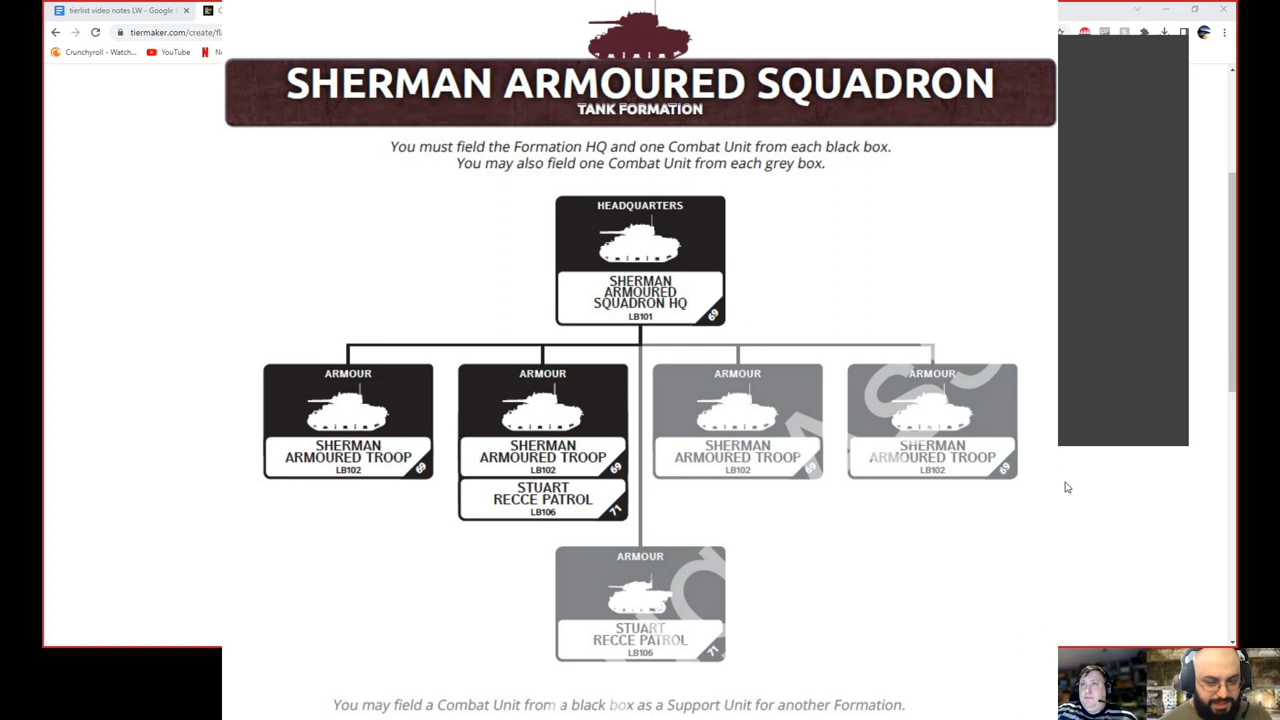 tierlist video notes LW - Google
tiermaker.com/create/fl
Crunchyroll - Watch...
YouTube
SHERMAN ARMOURED SQUADRON
TANK FORMATION
You must field the Formation HQ and one Combat Unit from each black box.
You may also field one Combat Unit from each grey box.
HEADQUARTERS
SHERMAN
ARMOURED
SQUADRON HQ
LB101
69
ARMOUR
SHERMAN
ARMOURED TROOP
LB102
69
ARMOUR
SHERMAN
ARMOURED TROOP
LB102
69
STUART
RECCE PATROL
LB106
71
ARMOUR
SHERMAN
ARMOURED TROOP
LB102
69
ARMOUR
SHERMAN
ARMOURED TROOP
LB102
69
ARMOUR
STUART
RECCE PATROL
LB106
71
You may field a Combat Unit from a black box as a Support Unit for another Formation.